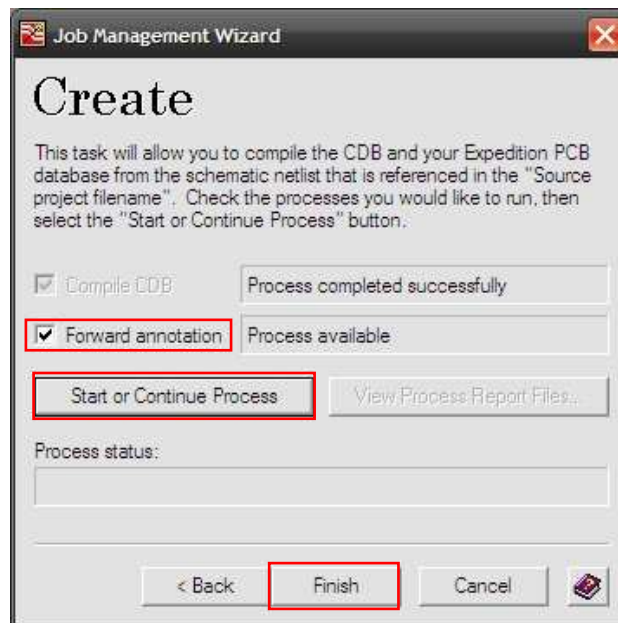 Job Management Wizard
Create
This task will allow you to compile the CDB and your Expedition PCB
database from the schematic netlist that is referenced in the "Source
project filename". Check the processes you would like to run, then
select the "Start or Continue Process" button.
Compile CDB Process completed successfully
Forward annotation Process available
Start or Continue Process View Process Report Files...
Process status:
< Back Finish Cancel